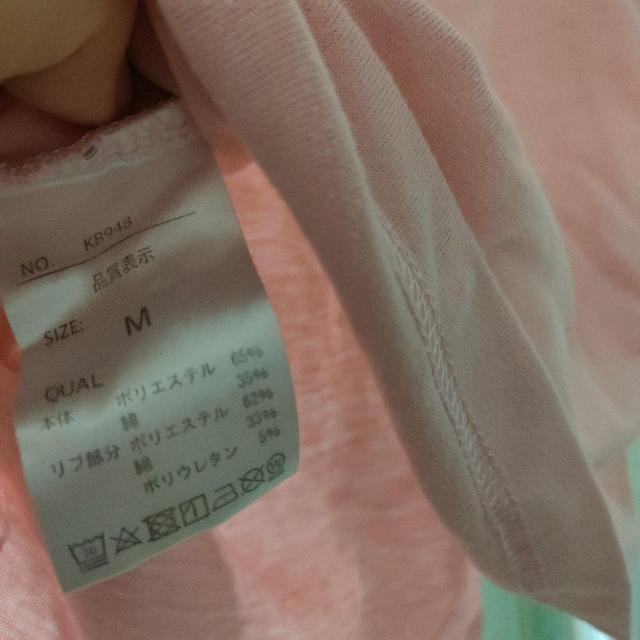 NO. KB943
品質表示
SIZE: M
QUAL
本体 ポリエステル 65%
綿 35%
リブ部分 ポリエステル 62%
綿 33%
ポリウレタン 5%